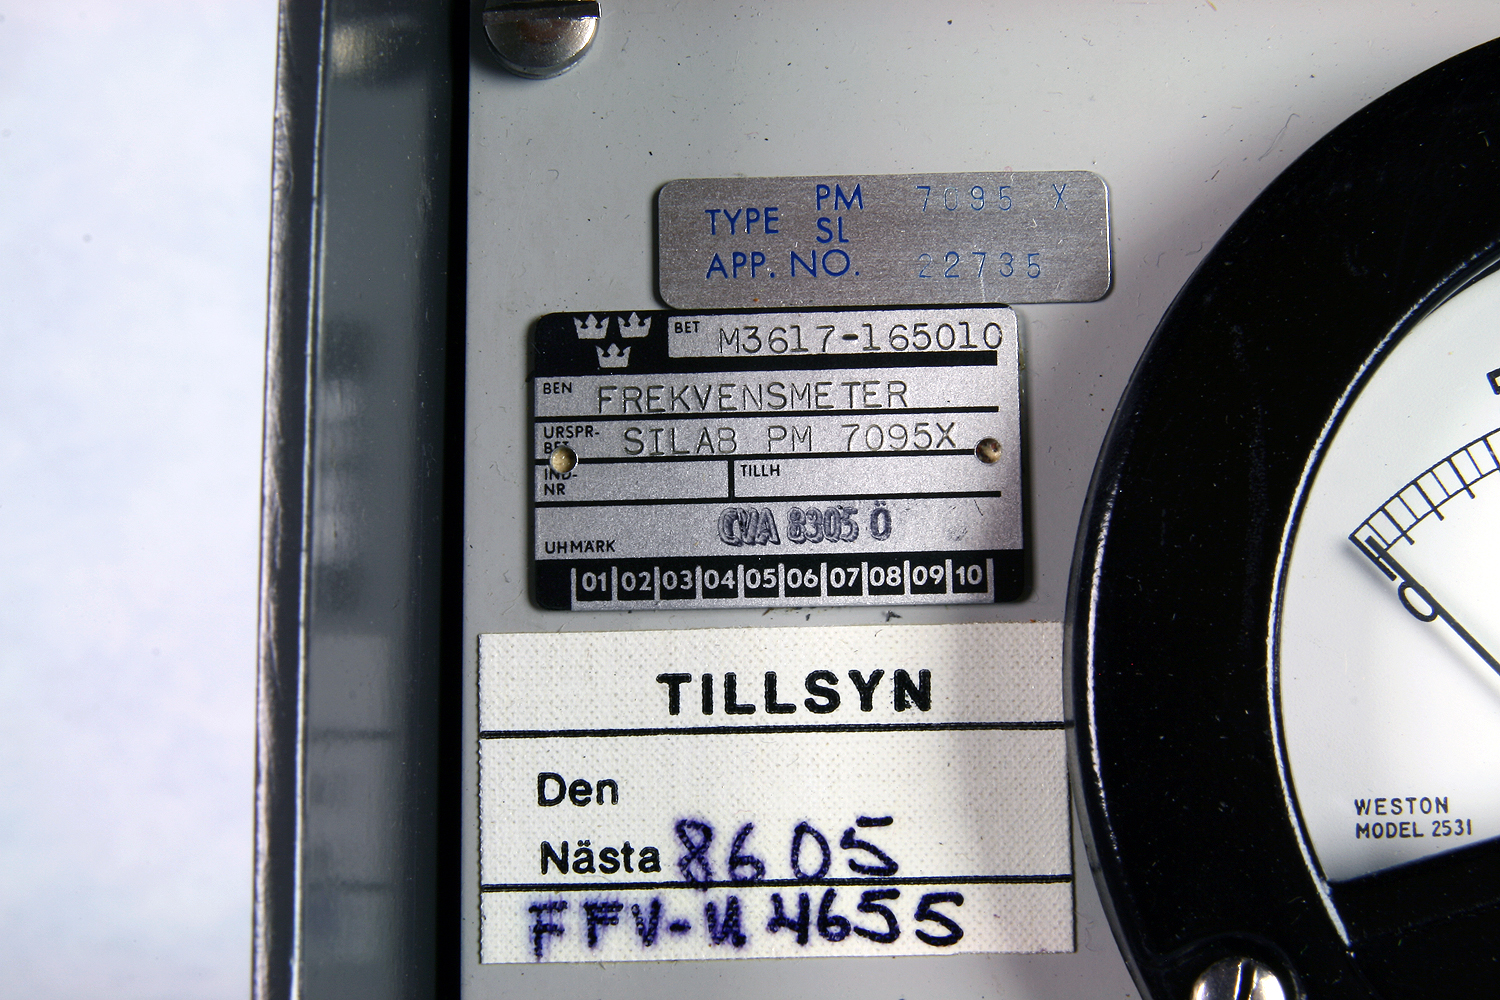 TYPE PM 7095 X
SL
APP. NO. 22735
BET M3617-165010
BEN FREKVENSMETER
URSPR-BET SILAB PM 7095X
IND-NR TILLH
UHMÄRK CVA 8305 Ö
01 02 03 04 05 06 07 08 09 10
TILLSYN
Den
Nästa 8605
FFV-U 4655
0
WESTON
MODEL 2531